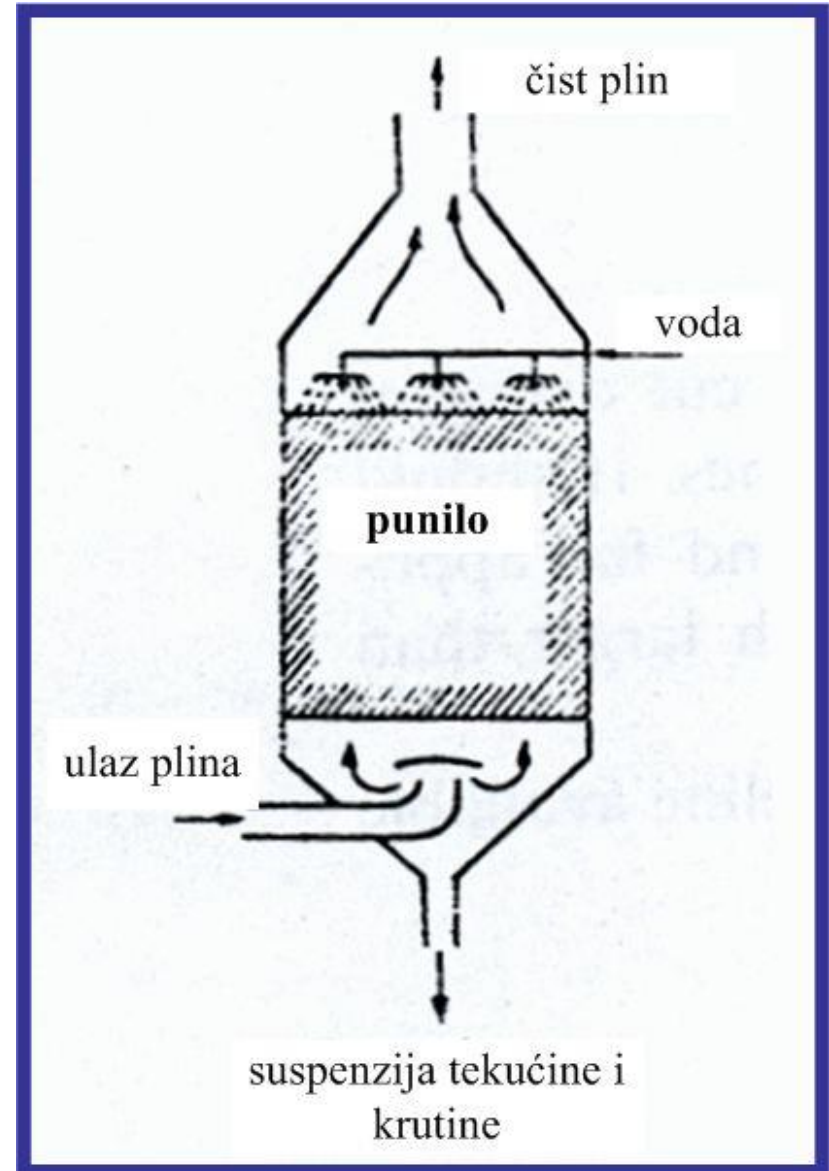 čist plin
voda
punilo
ulaz plina
suspenzija tekućine i
krutine